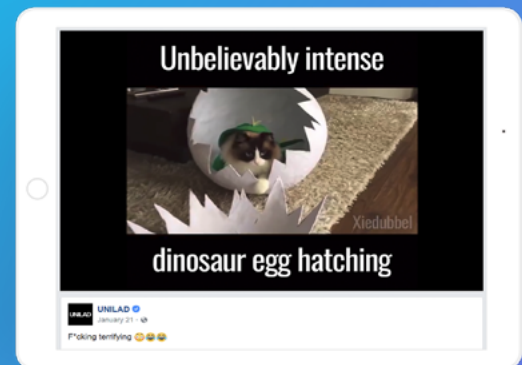 Unbelievably intense
Xiedubbel
dinosaur egg hatching
UNILAD
UNILAD
January 21 ·
F*cking terrifying 😳😂😂